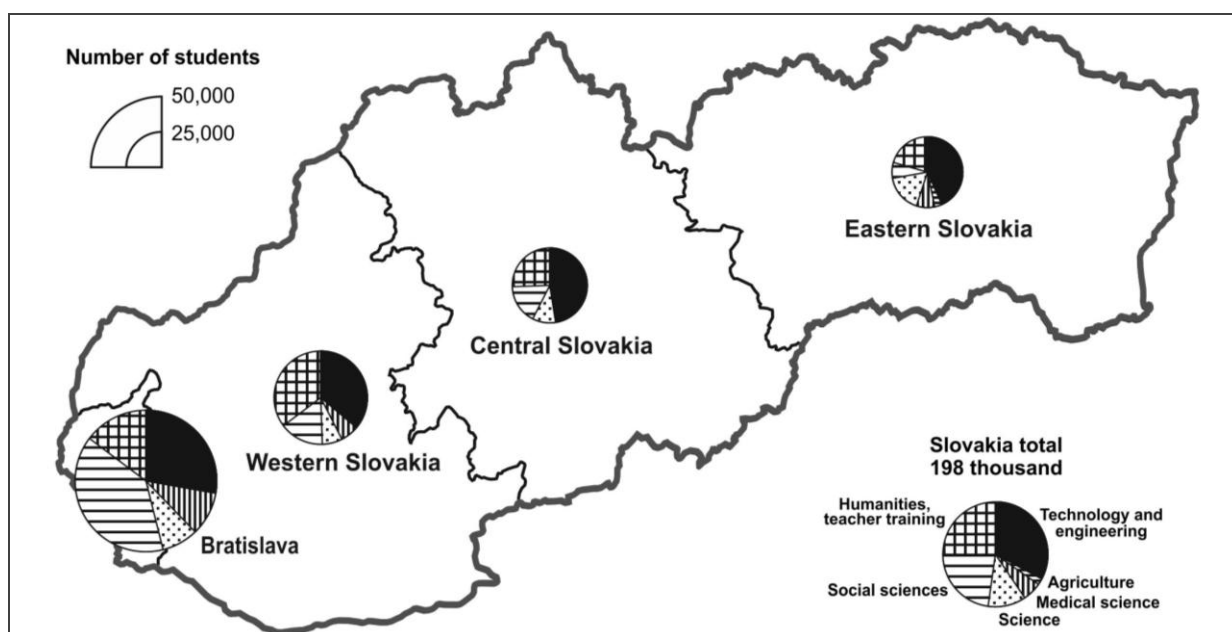 Number of students
50,000
25,000
Eastern Slovakia
Central Slovakia
Western Slovakia
Bratislava
Slovakia total
198 thousand
Humanities,
teacher training
Technology and
engineering
Social sciences
Agriculture
Medical science
Science